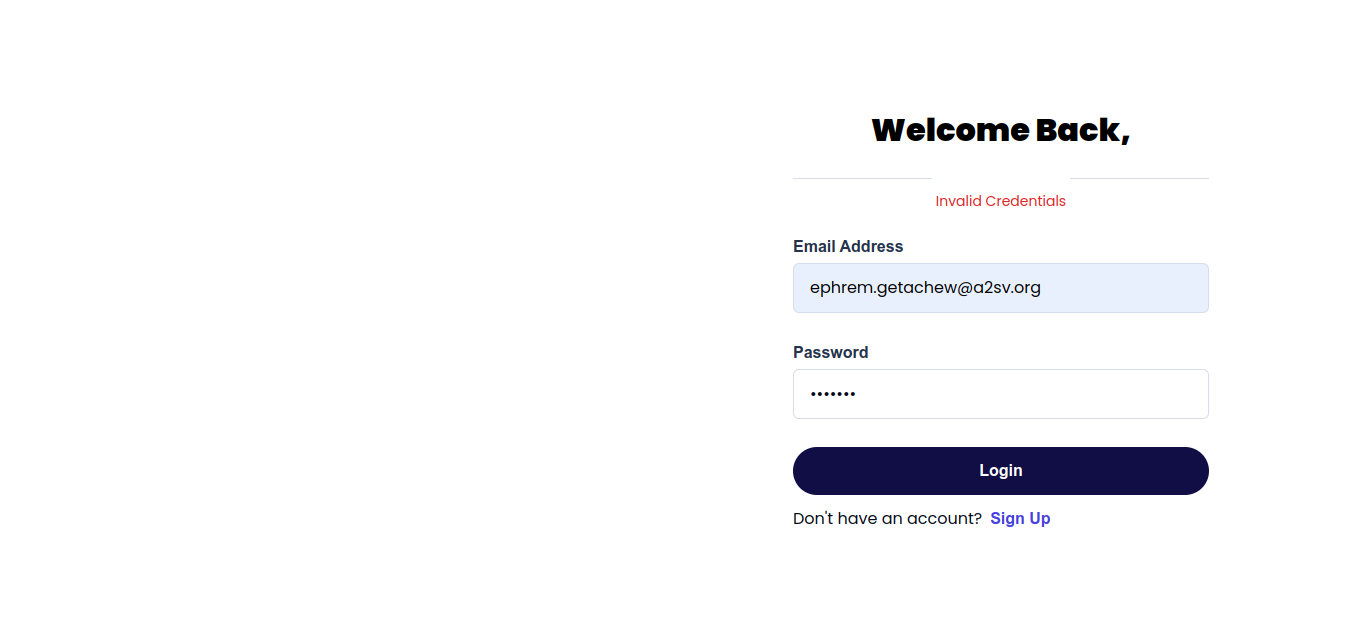 Welcome Back,
Invalid Credentials
Email Address
ephrem.getachew@a2sv.org
Password
•••••••
Login
Don't have an account? Sign Up